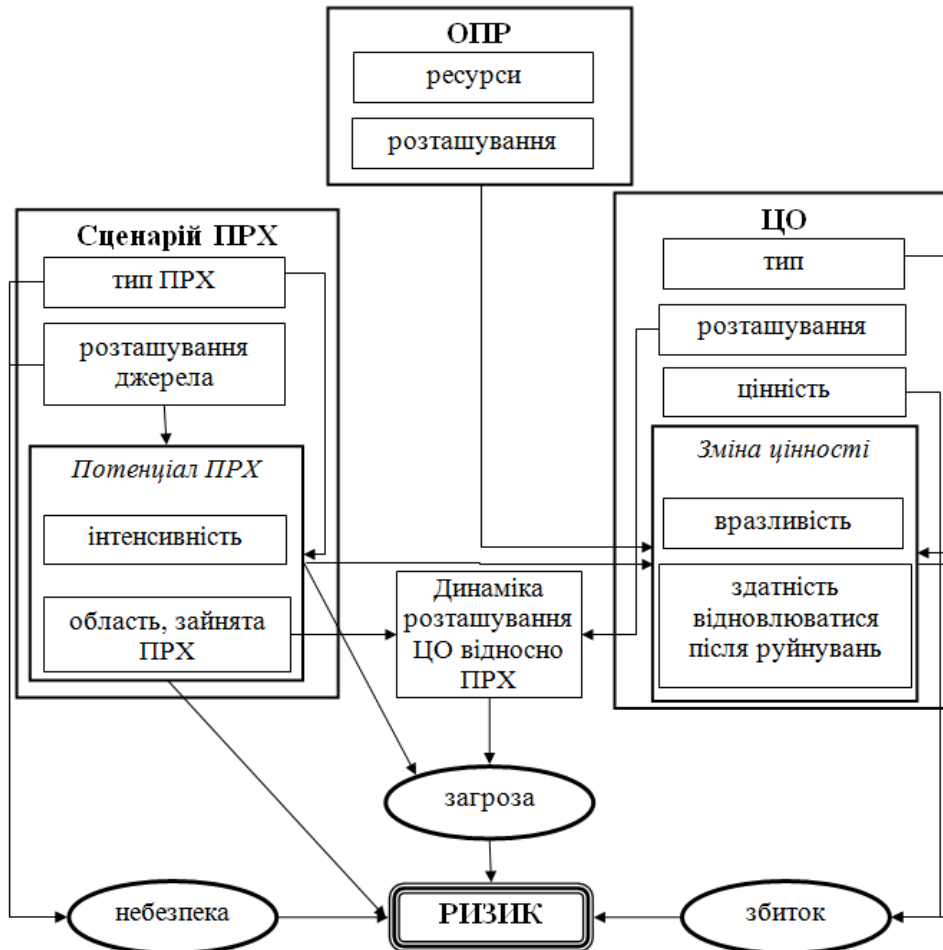 ОПР
ресурси
розташування
Сценарій ПРХ
тип ПРХ
розташування
джерела
Потенціал ПРХ
інтенсивність
область, зайнята
ПРХ
ЦО
тип
розташування
цінність
Зміна цінності
вразливість
здатність
відновлюватися
після руйнувань
Динаміка
розташування
ЦО відносно
ПРХ
загроза
небезпека
РИЗИК
збиток